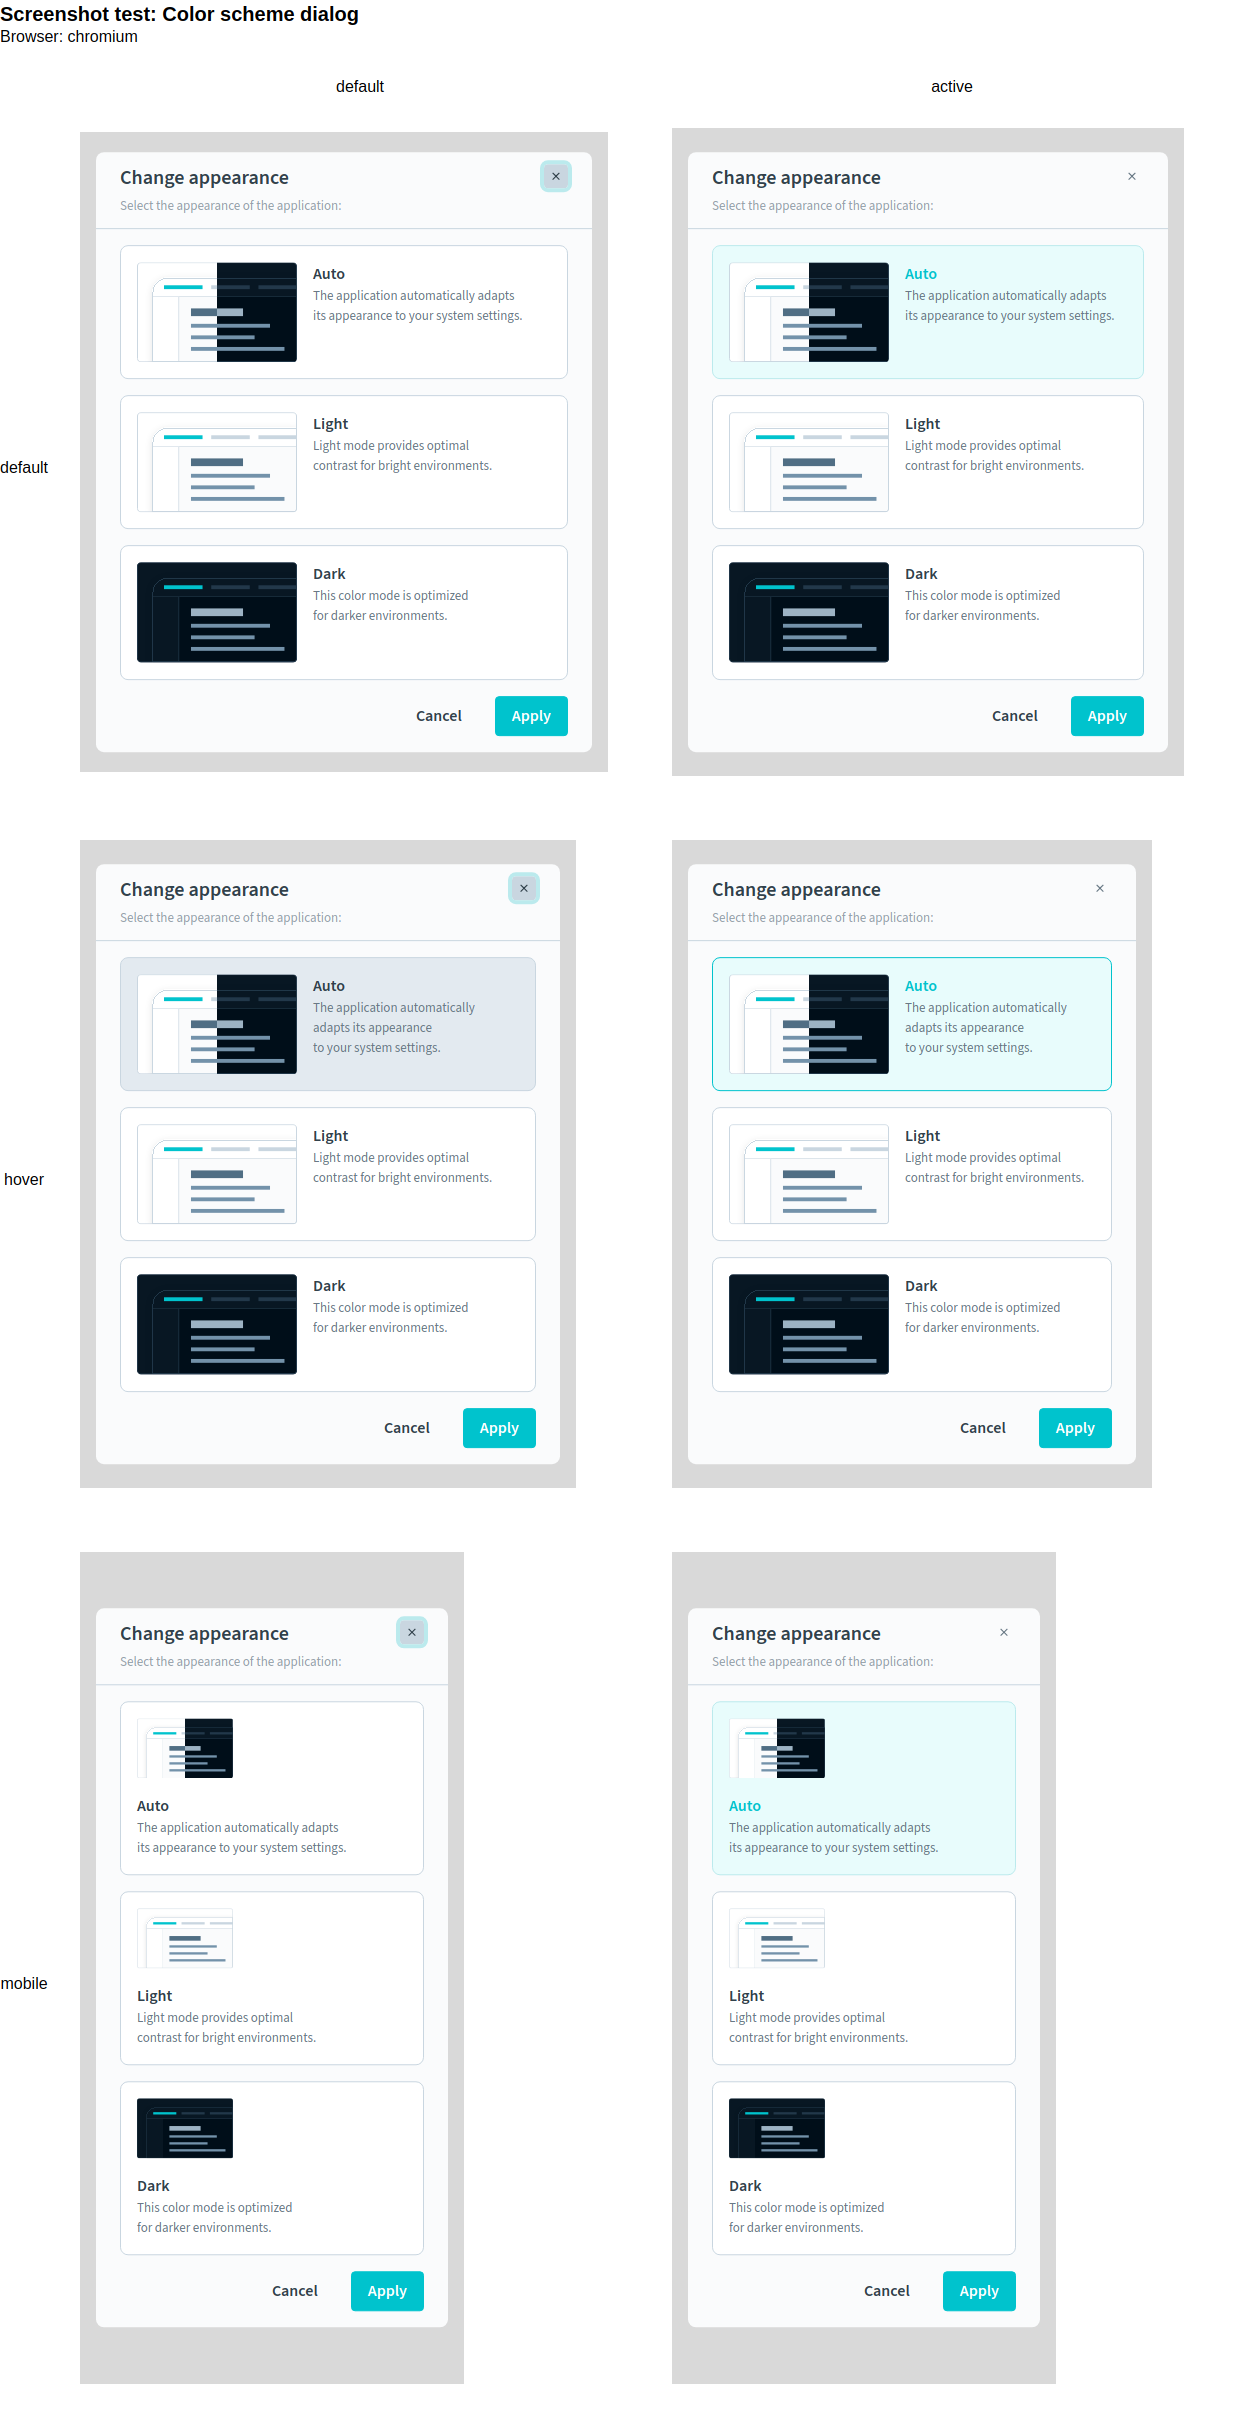 Screenshot test: Color scheme dialog
Browser: chromium
default
active
default
Change appearance
×
Select the appearance of the application:
Auto
The application automatically adapts
its appearance to your system settings.
Light
Light mode provides optimal
contrast for bright environments.
Dark
This color mode is optimized
for darker environments.
Cancel
Apply
Change appearance
×
Select the appearance of the application:
Auto
The application automatically adapts
its appearance to your system settings.
Light
Light mode provides optimal
contrast for bright environments.
Dark
This color mode is optimized
for darker environments.
Cancel
Apply
hover
Change appearance
×
Select the appearance of the application:
Auto
The application automatically
adapts its appearance
to your system settings.
Light
Light mode provides optimal
contrast for bright environments.
Dark
This color mode is optimized
for darker environments.
Cancel
Apply
Change appearance
×
Select the appearance of the application:
Auto
The application automatically
adapts its appearance
to your system settings.
Light
Light mode provides optimal
contrast for bright environments.
Dark
This color mode is optimized
for darker environments.
Cancel
Apply
mobile
Change appearance
×
Select the appearance of the application:
Auto
The application automatically adapts
its appearance to your system settings.
Light
Light mode provides optimal
contrast for bright environments.
Dark
This color mode is optimized
for darker environments.
Cancel
Apply
Change appearance
×
Select the appearance of the application:
Auto
The application automatically adapts
its appearance to your system settings.
Light
Light mode provides optimal
contrast for bright environments.
Dark
This color mode is optimized
for darker environments.
Cancel
Apply